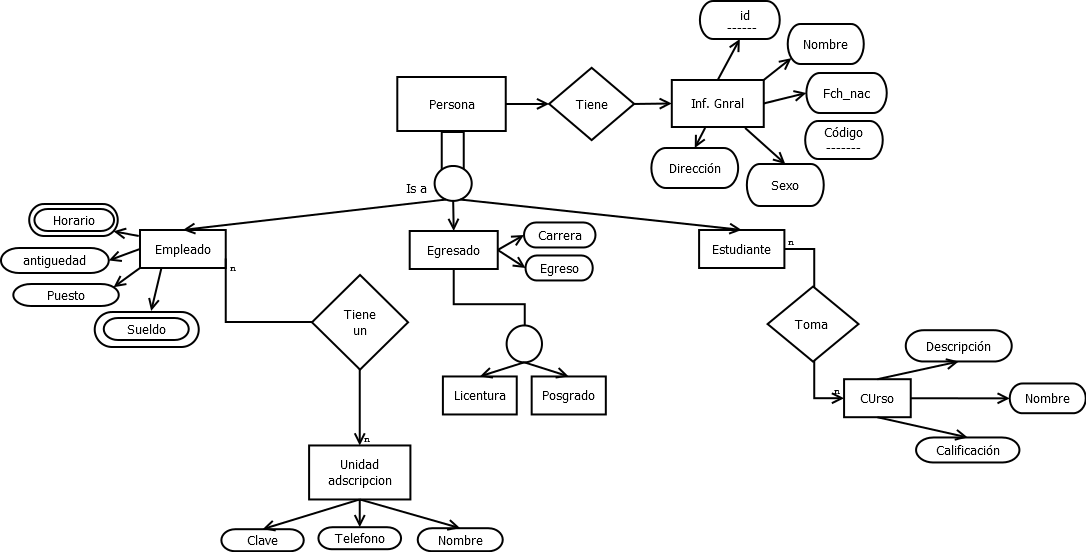 id
------
Nombre
Persona
Tiene
Inf. Gnral
Fch_nac
Código
-------
Dirección
Sexo
Is a
Horario
Empleado
n
antiguedad
Puesto
Sueldo
Egresado
Carrera
Egreso
Estudiante
n
Tiene
un
Toma
Licentura
Posgrado
Descripción
n
CUrso
Nombre
Calificación
n
Unidad
adscripcion
Clave
Telefono
Nombre